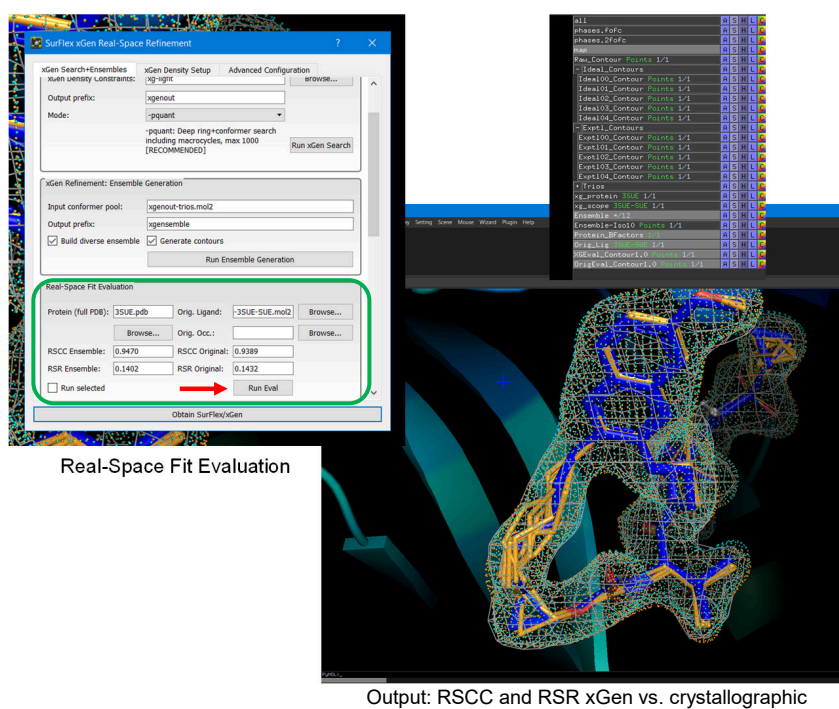 SurFlex xGen Real-Space Refinement ? ×
xGen Search+Ensembles xGen Density Setup Advanced Configuration
xGen Density Constraints: xg-light Browse...
Output prefix: xgenout
Mode: -pquant
-pquant: Deep ring+conformer search
including macrocycles, max 1000
[RECOMMENDED]
Run xGen Search
xGen Refinement: Ensemble Generation
Input conformer pool: xgenout-trios.mol2
Output prefix: xgensemble
Build diverse ensemble Generate contours
Run Ensemble Generation
Real-Space Fit Evaluation
Protein (full PDB): 3SUE.pdb Orig. Ligand: -3SUE-SUE.mol2 Browse...
Browse... Orig. Occ.: Browse...
RSCC Ensemble: 0.9470 RSCC Original: 0.9389
RSR Ensemble: 0.1402 RSR Original: 0.1432
Run selected Run Eval
Obtain SurFlex/xGen
Real-Space Fit Evaluation
all A S H L C
phases.fofc A S H L C
phases.2fofc A S H L C
map A S H L C
Raw_Contour Points 1/1 A S H L C
- Ideal_Contours A S H L C
Ideal00_Contour Points 1/1 A S H L C
Ideal01_Contour Points 1/1 A S H L C
Ideal02_Contour Points 1/1 A S H L C
Ideal03_Contour Points 1/1 A S H L C
Ideal04_Contour Points 1/1 A S H L C
- Exptl_Contours A S H L C
Exptl00_Contour Points 1/1 A S H L C
Exptl01_Contour Points 1/1 A S H L C
Exptl02_Contour Points 1/1 A S H L C
Exptl03_Contour Points 1/1 A S H L C
Exptl04_Contour Points 1/1 A S H L C
+ Trios A S H L C
xg_protein 3SUE 1/1 A S H L C
xg_scope 3SUE-SUE 1/1 A S H L C
Ensemble */12 A S H L C
Ensemble-Iso10 Points 1/1 A S H L C
Protein_BFactors 1/1 A S H L C
Orig_Lig 3SUE-SUE 1/1 A S H L C
XGEval_Contour1.0 Points 1/1 A S H L C
OrigEval_Contour1.0 Points 1/1 A S H L C
Setting Scene Mouse Wizard Plugin Help
PyMOL>_
Output: RSCC and RSR xGen vs. crystallographic